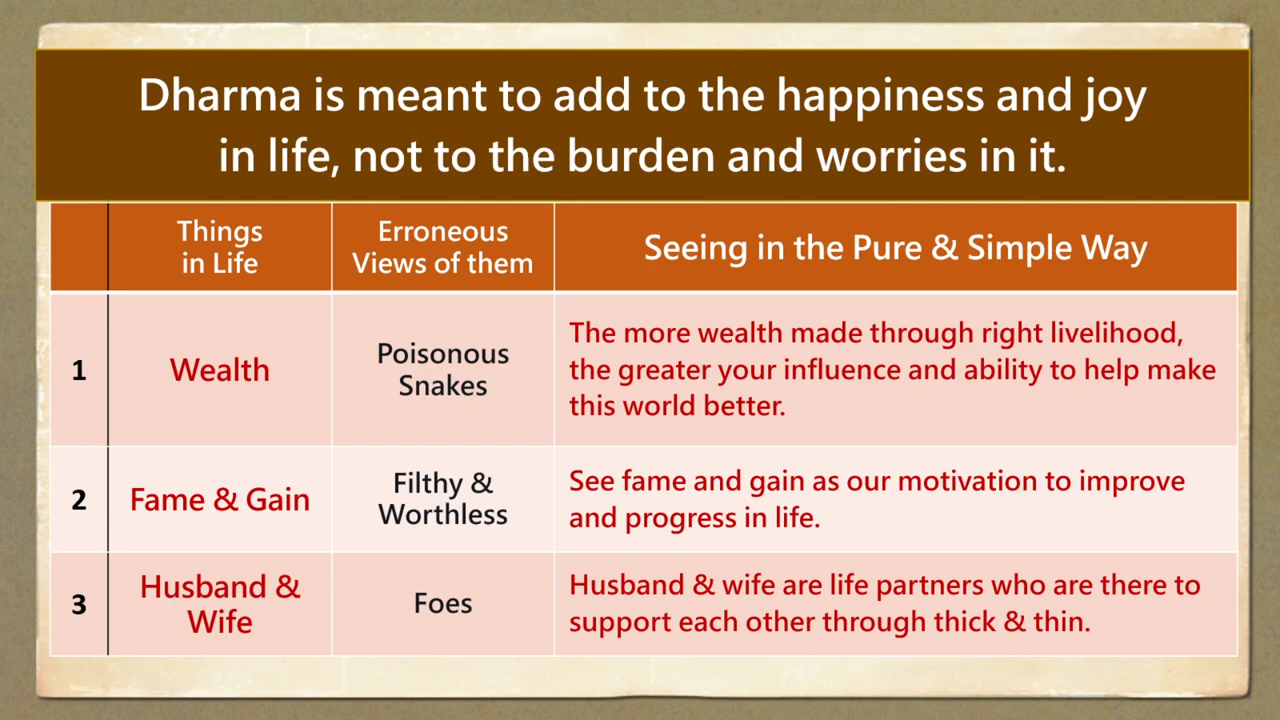 Dharma is meant to add to the happiness and joy
in life, not to the burden and worries in it.
Things
in Life
Erroneous
Views of them
Seeing in the Pure & Simple Way
1
Wealth
Poisonous
Snakes
The more wealth made through right livelihood,
the greater your influence and ability to help make
this world better.
2
Fame & Gain
Filthy &
Worthless
See fame and gain as our motivation to improve
and progress in life.
3
Husband &
Wife
Foes
Husband & wife are life partners who are there to
support each other through thick & thin.